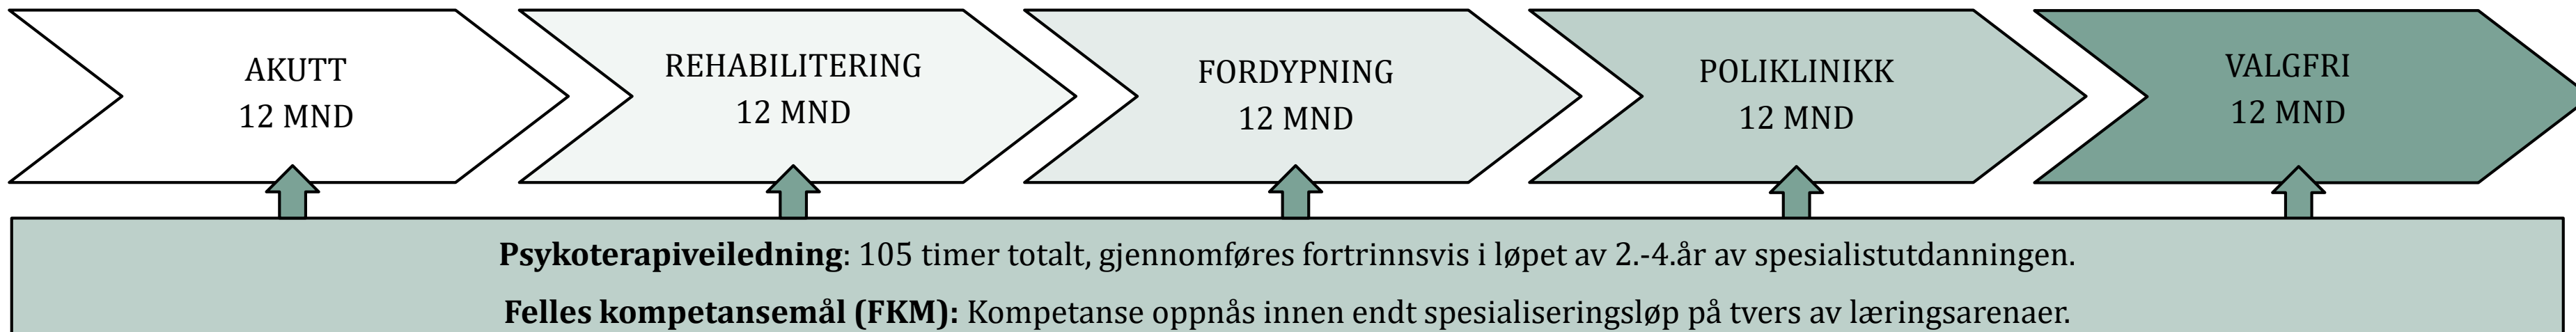 AKUTT
12 MND
REHABILITERING
12 MND
FORDYPNING
12 MND
POLIKLINIKK
12 MND
VALGFRI
12 MND
Psykoterapiveiledning: 105 timer totalt, gjennomføres fortrinnsvis i løpet av 2.-4.år av spesialistutdanningen.
Felles kompetansemål (FKM): Kompetanse oppnås innen endt spesialiseringsløp på tvers av læringsarenaer.